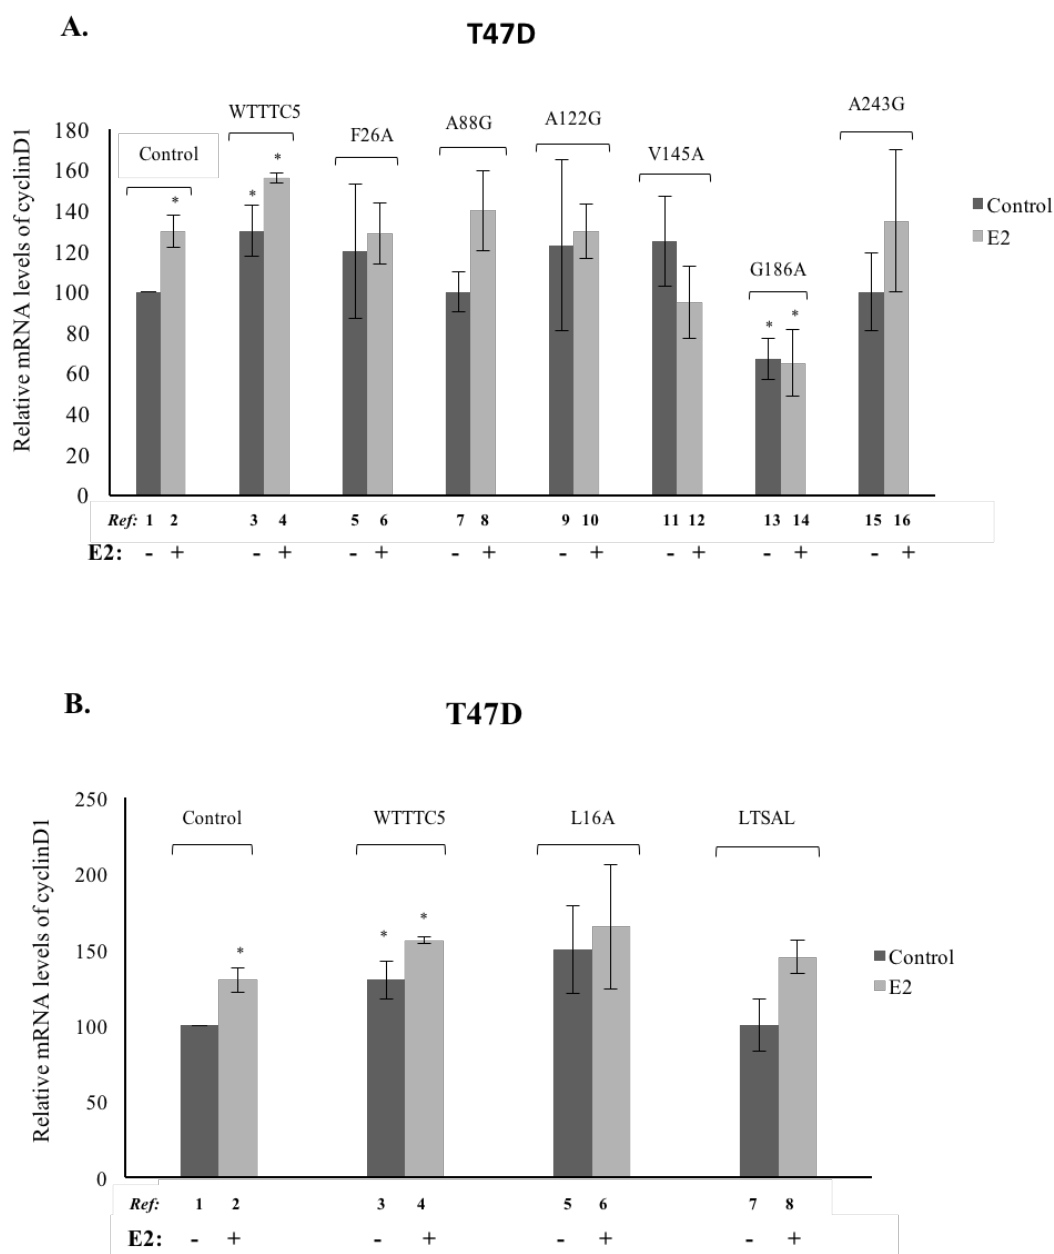 A.
T47D
Relative mRNA levels of cyclinD1
180
160
140
120
100
80
60
40
20
0
Control
WTTTC5
F26A
A88G
A122G
V145A
G186A
A243G
* * * * *
Control
E2
Ref: 1 2 3 4 5 6 7 8 9 10 11 12 13 14 15 16
E2: - + - + - + - + - + - + - + - +
B.
T47D
Relative mRNA levels of cyclinD1
250
200
150
100
50
0
Control WTTTC5 L16A LTSAL
* * *
Control
E2
Ref: 1 2 3 4 5 6 7 8
E2: - + - + - + - +